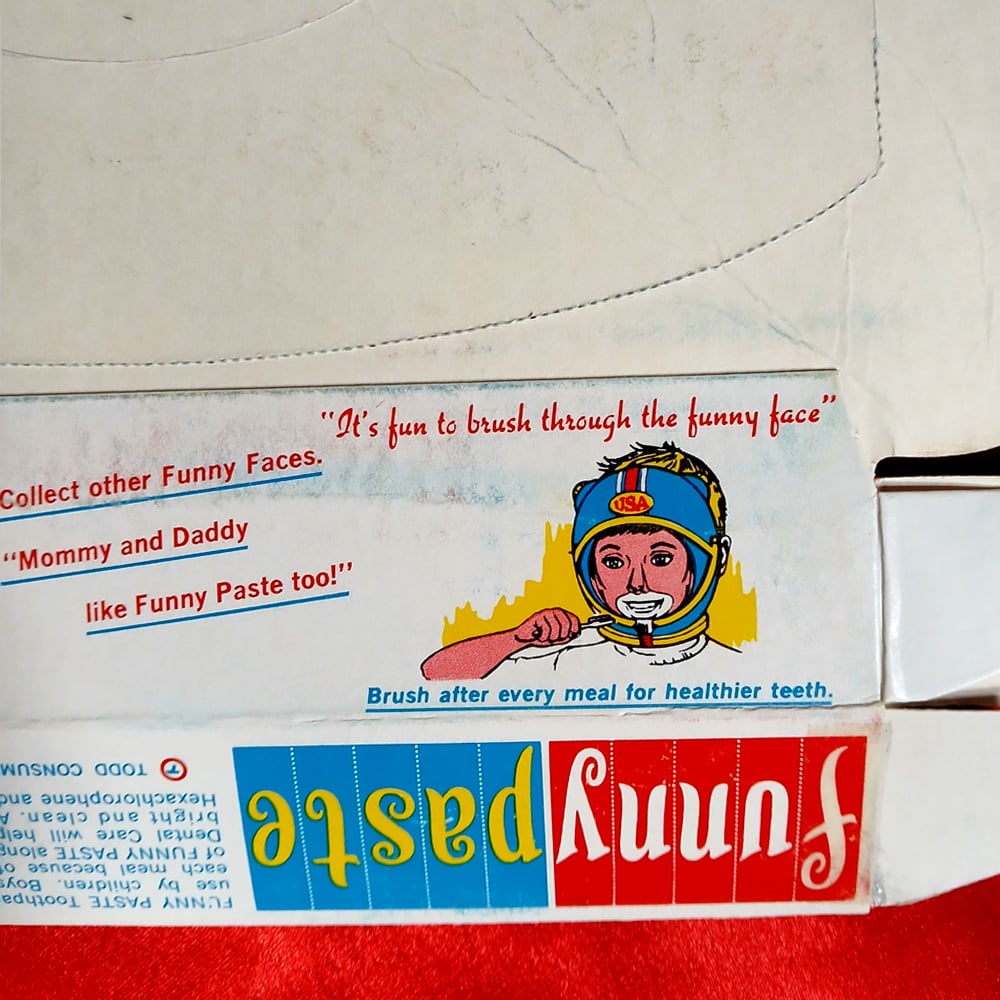 "It's fun to brush through the funny face"
Collect other Funny Faces.
"Mommy and Daddy
like Funny Paste too!"
USA
Brush after every meal for healthier teeth.
funny paste
FUNNY PASTE Toothpa
use by children. Boys
each meal because of
of FUNNY PASTE along
Dental Care will help
bright and clean. A
Hexachlorophene and
T TODD CONSUM